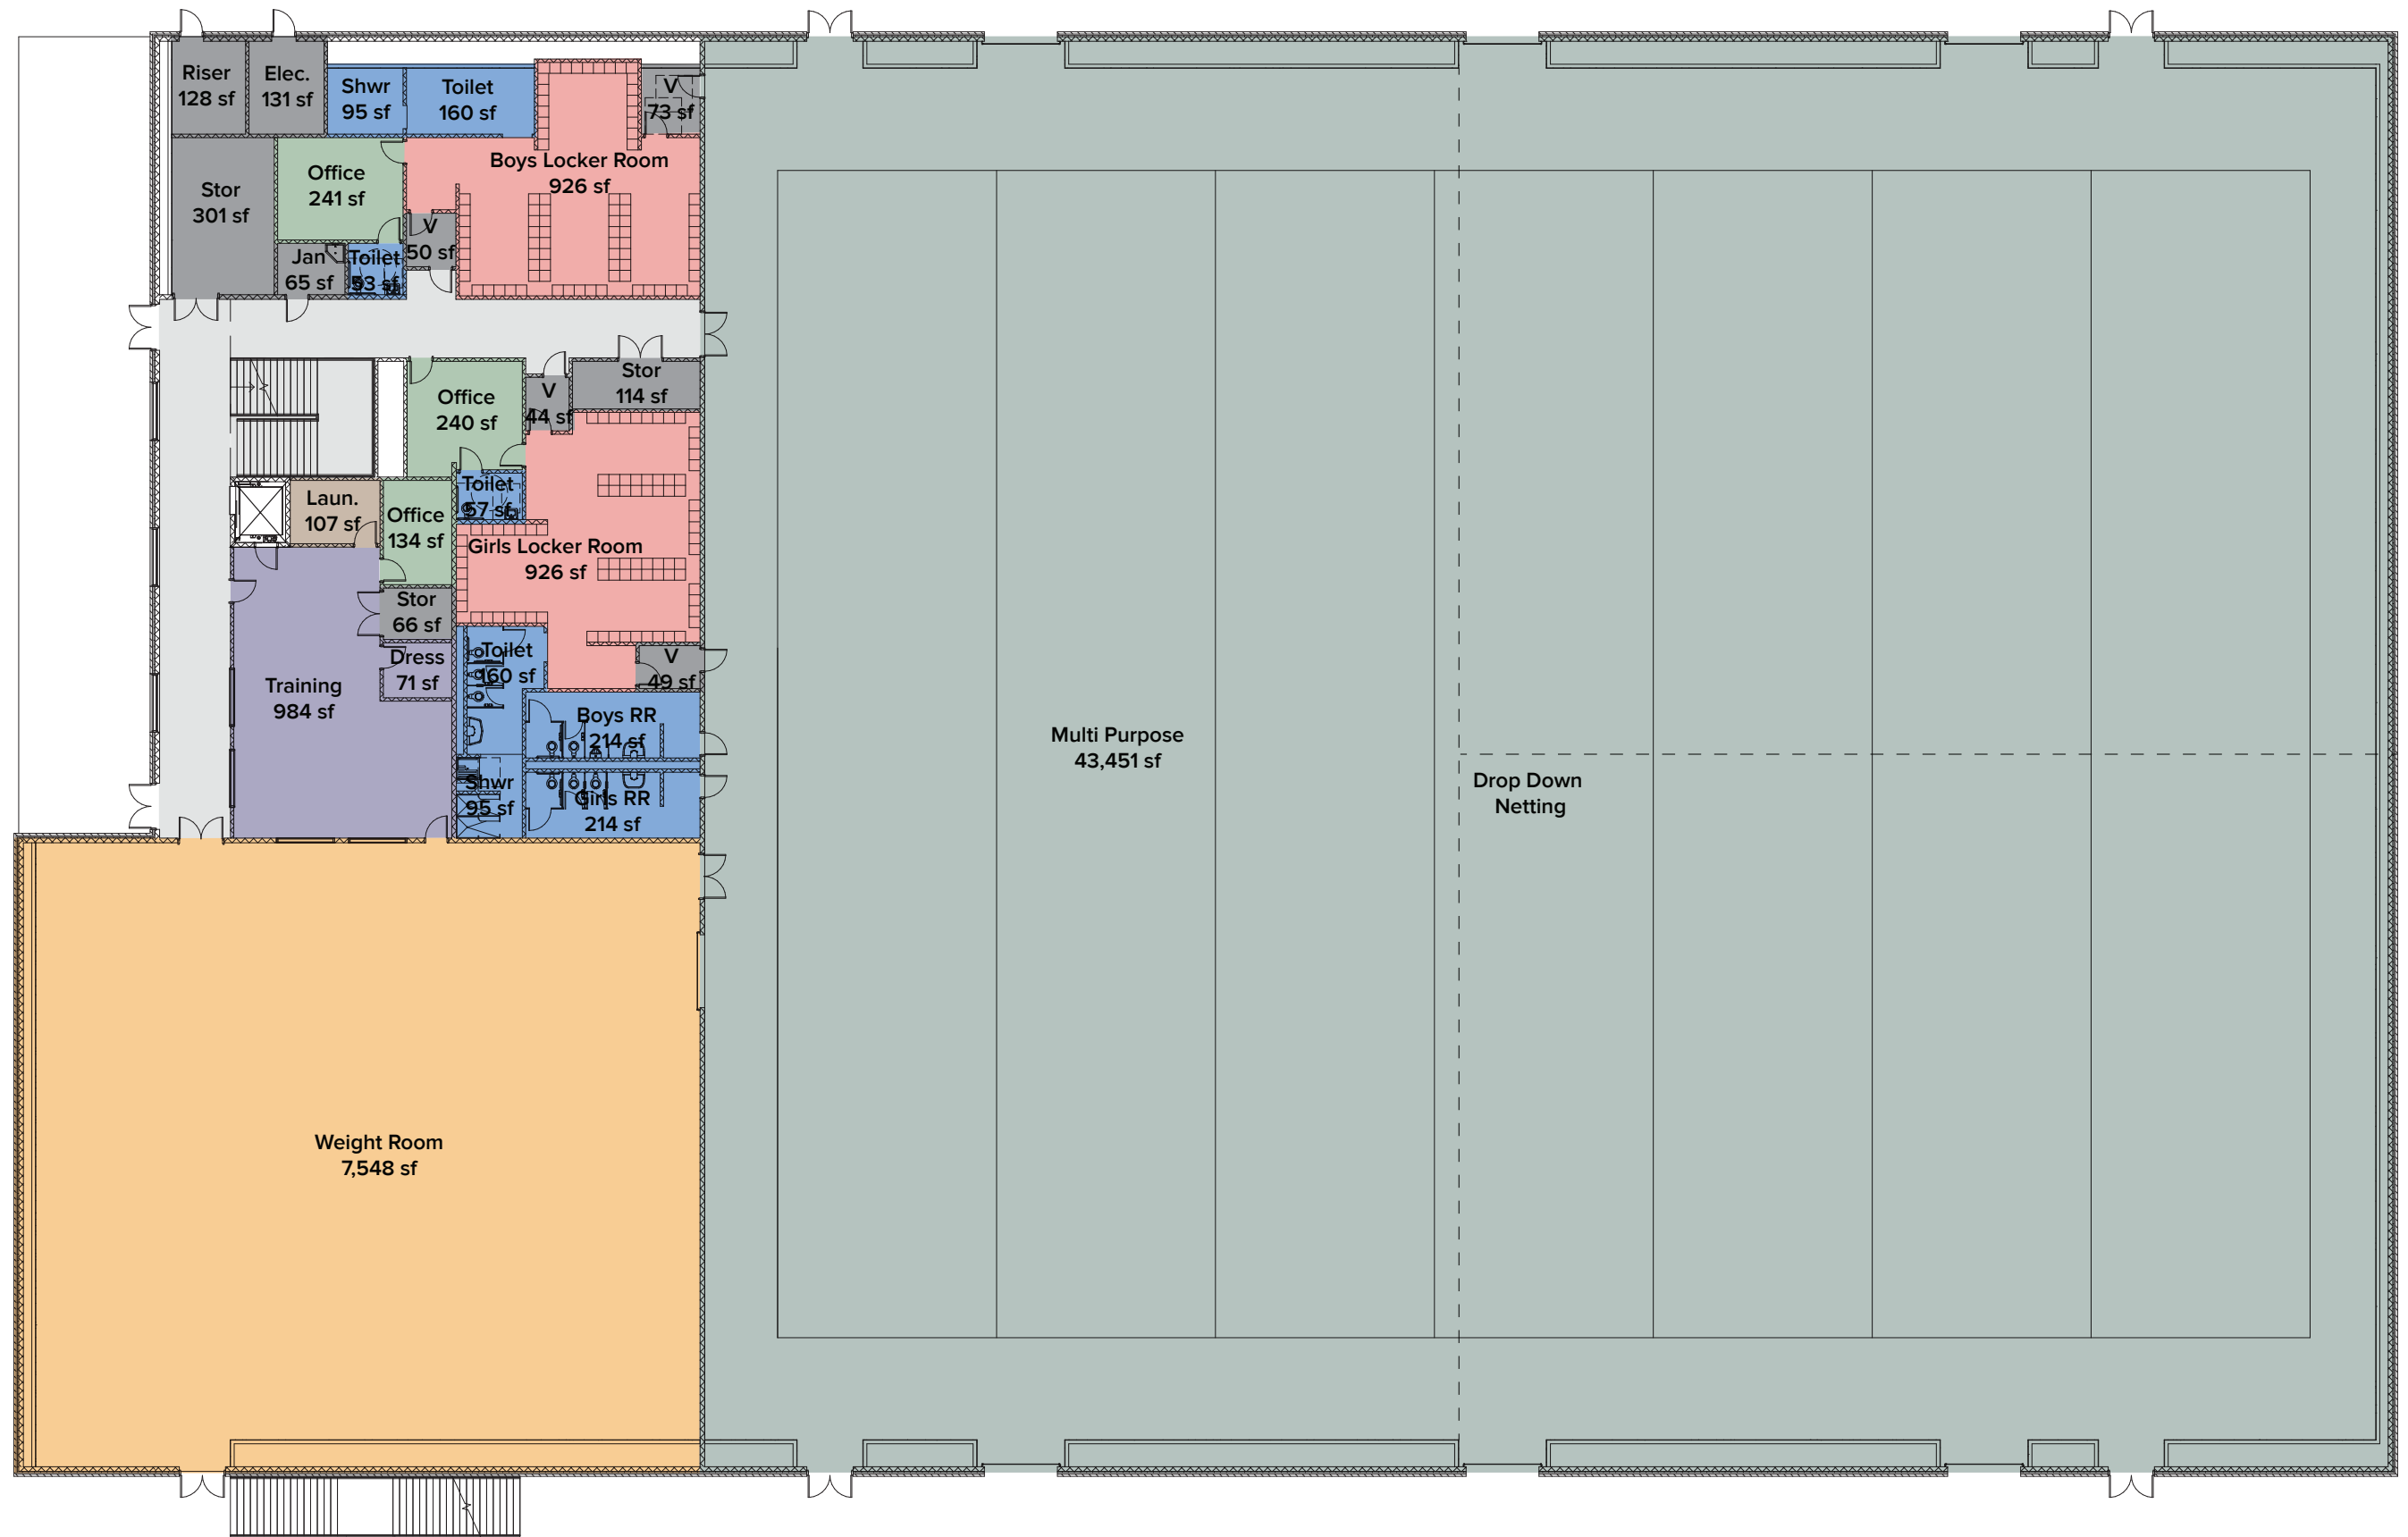 Riser
128 sf
Elec.
131 sf
Shwr
95 sf
Toilet
160 sf
V
73 sf
Boys Locker Room
926 sf
Office
241 sf
Stor
301 sf
V
50 sf
Jan
65 sf
Toilet
53 sf
Stor
114 sf
Office
240 sf
V
44 sf
Toilet
57 sf
Laun.
107 sf
Office
134 sf
Girls Locker Room
926 sf
Stor
66 sf
Dress
71 sf
Toilet
160 sf
V
49 sf
Training
984 sf
Boys RR
214 sf
Shwr
95 sf
Girls RR
214 sf
Multi Purpose
43,451 sf
Drop Down
Netting
Weight Room
7,548 sf